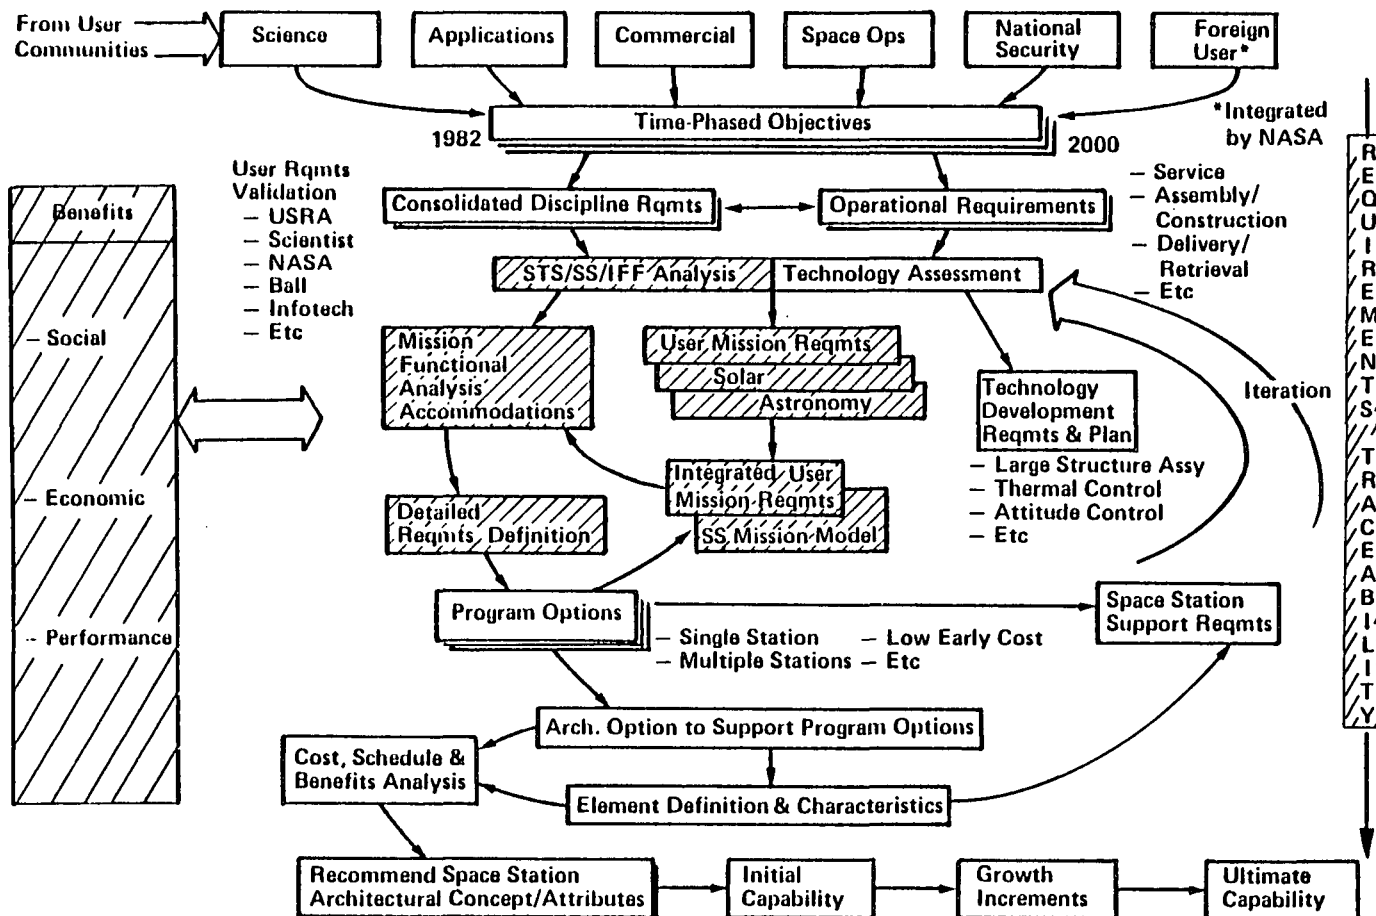 From User
Communities
Science
Applications
Commercial
Space Ops
National
Security
Foreign
User*
Time-Phased Objectives
1982
2000
*Integrated
by NASA
User Rqmts
Validation
– USRA
– Scientist
– NASA
– Ball
– Infotech
– Etc
Consolidated Discipline Rqmts
Operational Requirements
– Service
– Assembly/
Construction
– Delivery/
Retrieval
– Etc
Benefits
– Social
– Economic
– Performance
STS/SS/IFF Analysis
Technology Assessment
Mission
Functional
Analysis
Accommodations
User Mission Reqmts
Solar
Astronomy
Technology
Development
Reqmts & Plan
– Large Structure Assy
– Thermal Control
– Attitude Control
– Etc
Iteration
Integrated User
Mission Reqmts
SS Mission Model
Detailed
Reqmts Definition
Program Options
– Single Station
– Multiple Stations
– Low Early Cost
– Etc
Space Station
Support Reqmts
Arch. Option to Support Program Options
Cost, Schedule &
Benefits Analysis
Element Definition & Characteristics
Recommend Space Station
Architectural Concept/Attributes
Initial
Capability
Growth
Increments
Ultimate
Capability
REQUIREMENTS TRACEABILITY